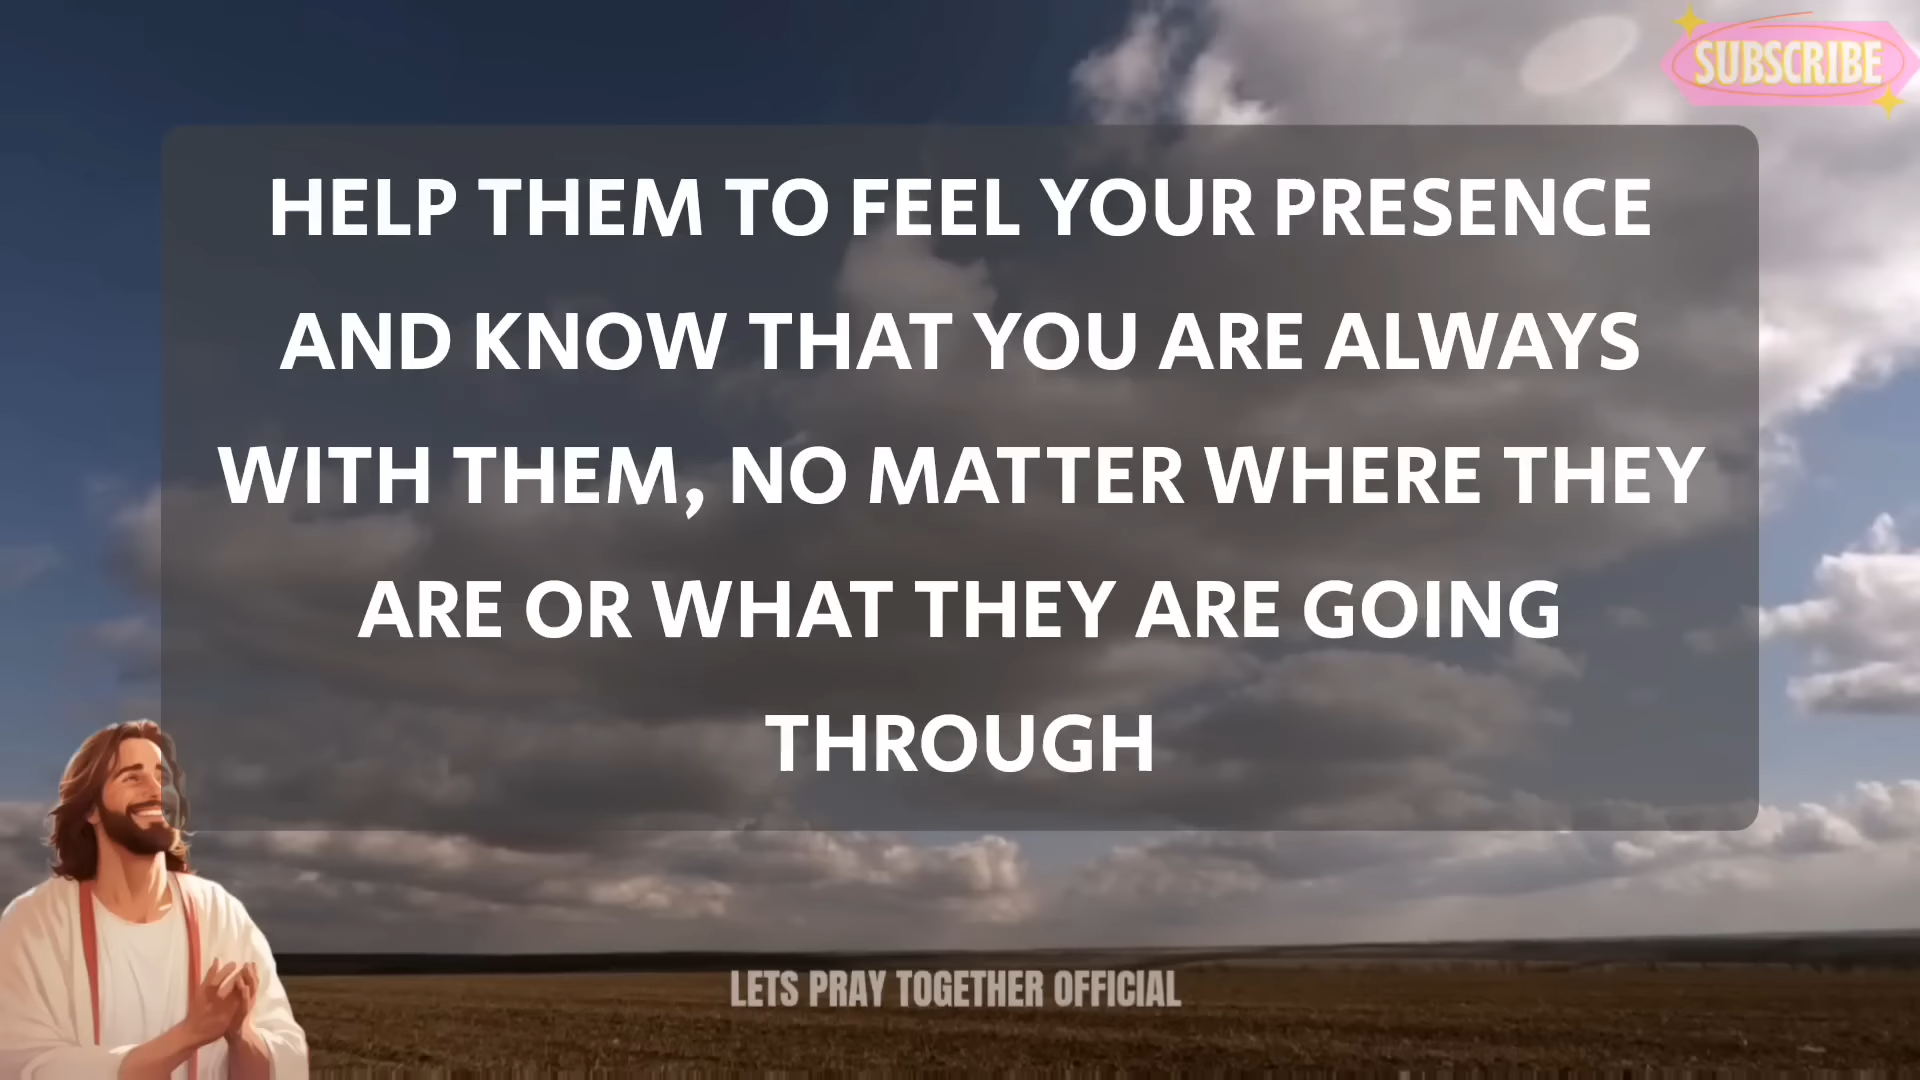 SUBSCRIBE
HELP THEM TO FEEL YOUR PRESENCE
AND KNOW THAT YOU ARE ALWAYS
WITH THEM, NO MATTER WHERE THEY
ARE OR WHAT THEY ARE GOING
THROUGH
LETS PRAY TOGETHER OFFICIAL